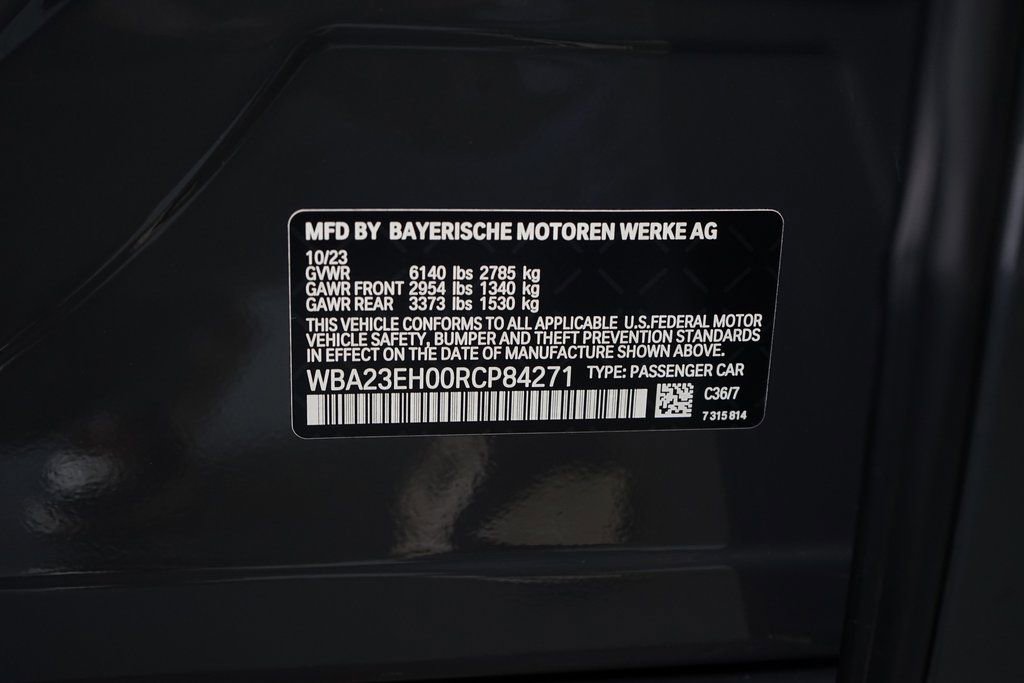 MFD BY BAYERISCHE MOTOREN WERKE AG
10/23
GVWR 6140 lbs 2785 kg
GAWR FRONT 2954 lbs 1340 kg
GAWR REAR 3373 lbs 1530 kg
THIS VEHICLE CONFORMS TO ALL APPLICABLE U.S.FEDERAL MOTOR
VEHICLE SAFETY, BUMPER AND THEFT PREVENTION STANDARDS
IN EFFECT ON THE DATE OF MANUFACTURE SHOWN ABOVE.
WBA23EH00RCP84271 TYPE: PASSENGER CAR
C36/7
7 315 814